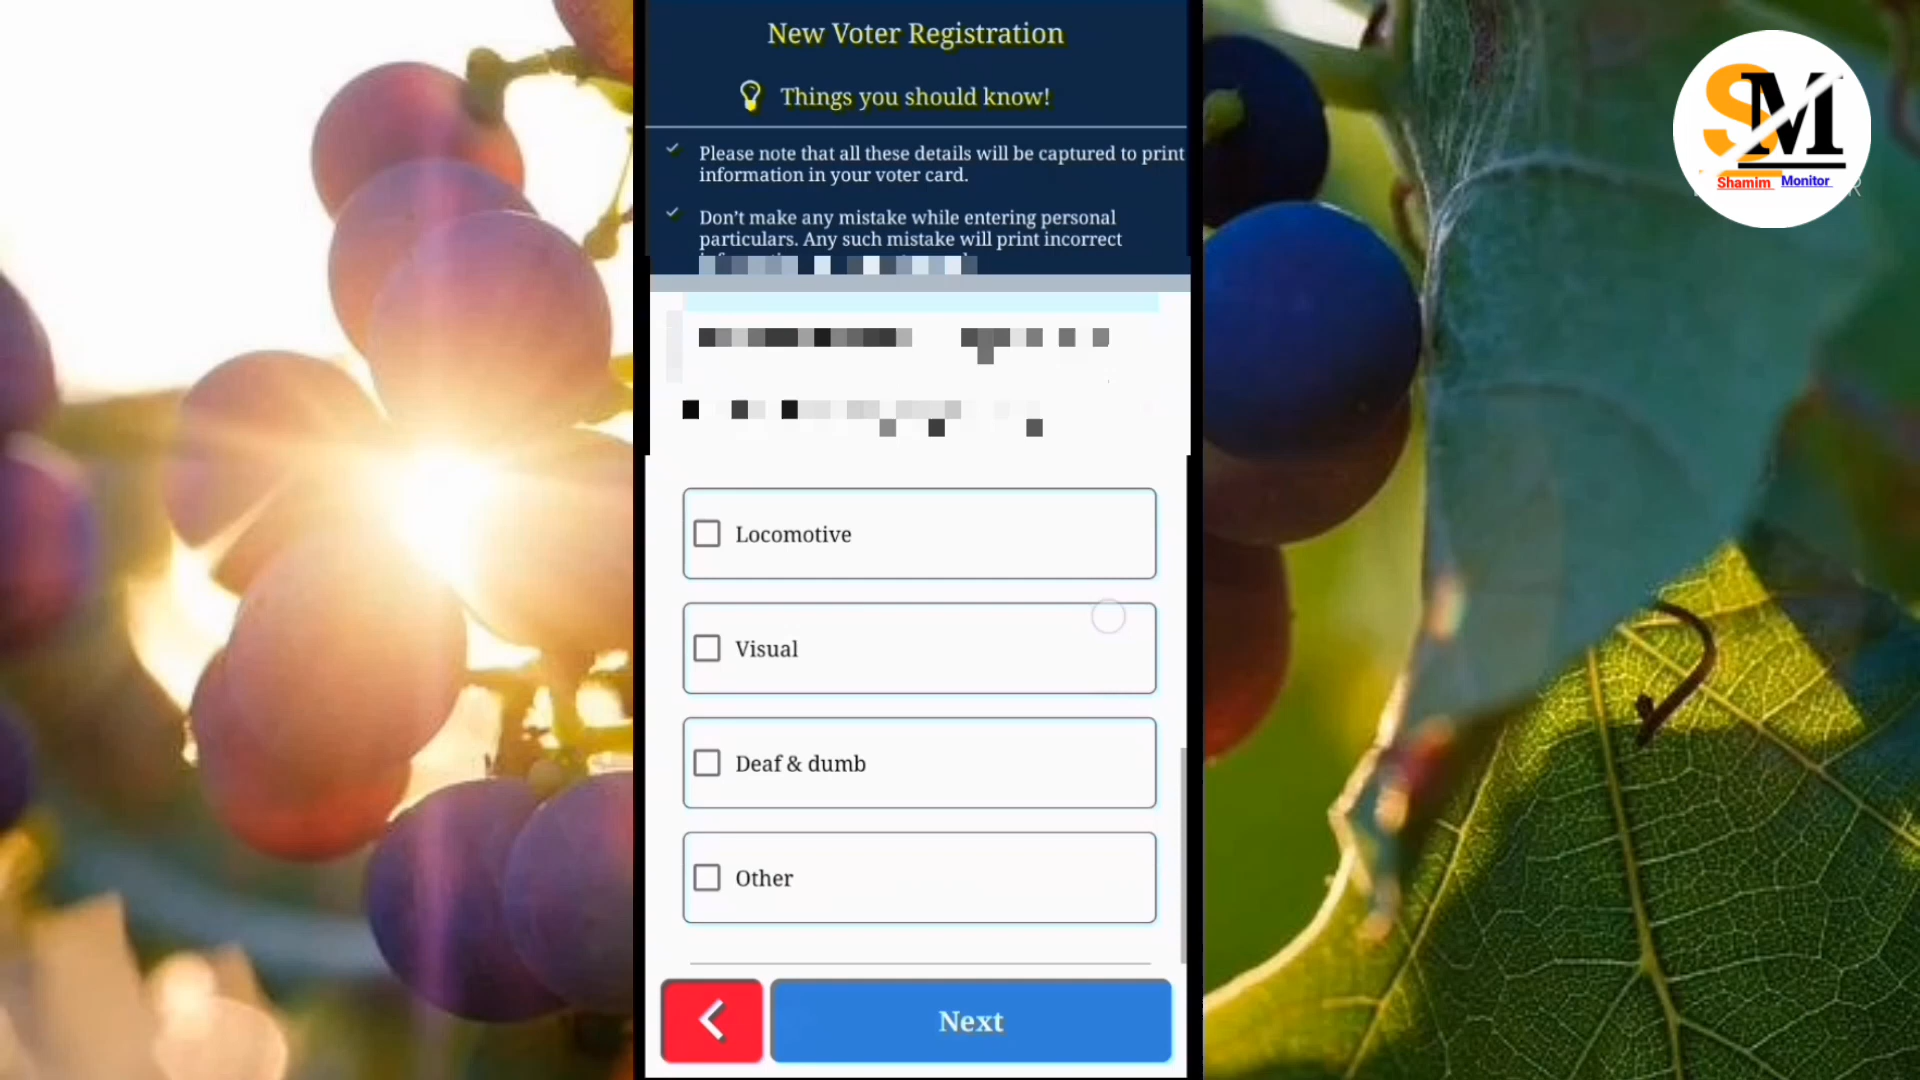 New Voter Registration
Things you should know!
Please note that all these details will be captured to print
information in your voter card.
Don't make any mistake while entering personal
particulars. Any such mistake will print incorrect
SM
Shamim Monitor
Locomotive
Visual
Deaf & dumb
Other
Next